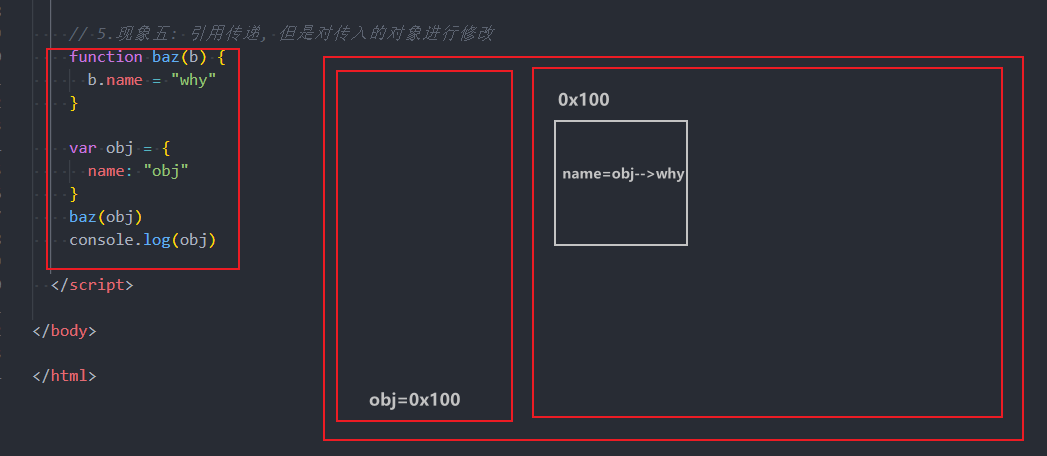 // 5.现象五: 引用传递, 但是对传入的对象进行修改
function baz(b) {
b.name = "why"
}
var obj = {
name: "obj"
}
baz(obj)
console.log(obj)
</script>
</body>
</html>
0x100
name=obj-->why
obj=0x100